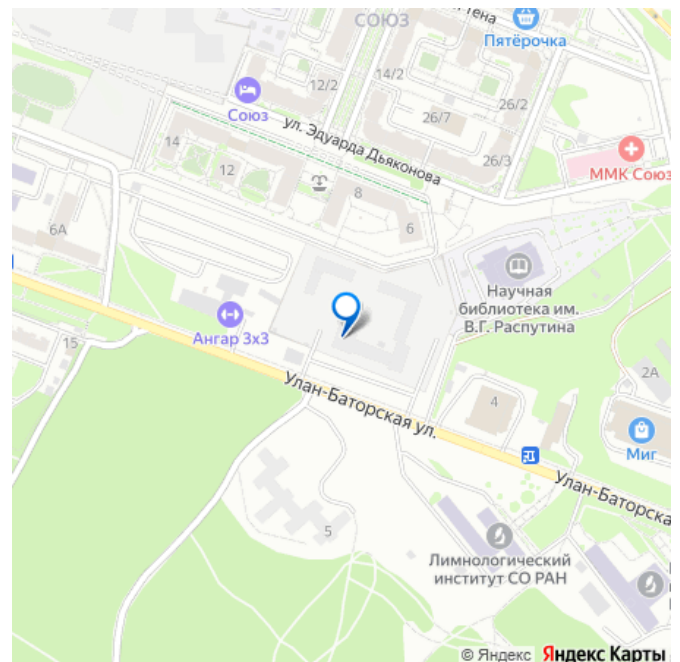 СОЮЗ
Тена
Пятёрочка
12/2
14/2
26/2
Союз
26/7
ул. Эдуарда Дьяконова
14
12
26/3
ММК Союз
8
6
6А
Научная
библиотека им.
В.Г. Распутина
Ангар 3х3
15
2А
Улан-Баторская ул.
4
Миг
Улан-Баторска
5
Лимнологический
институт СО РАН
© Яндекс Яндекс Карты